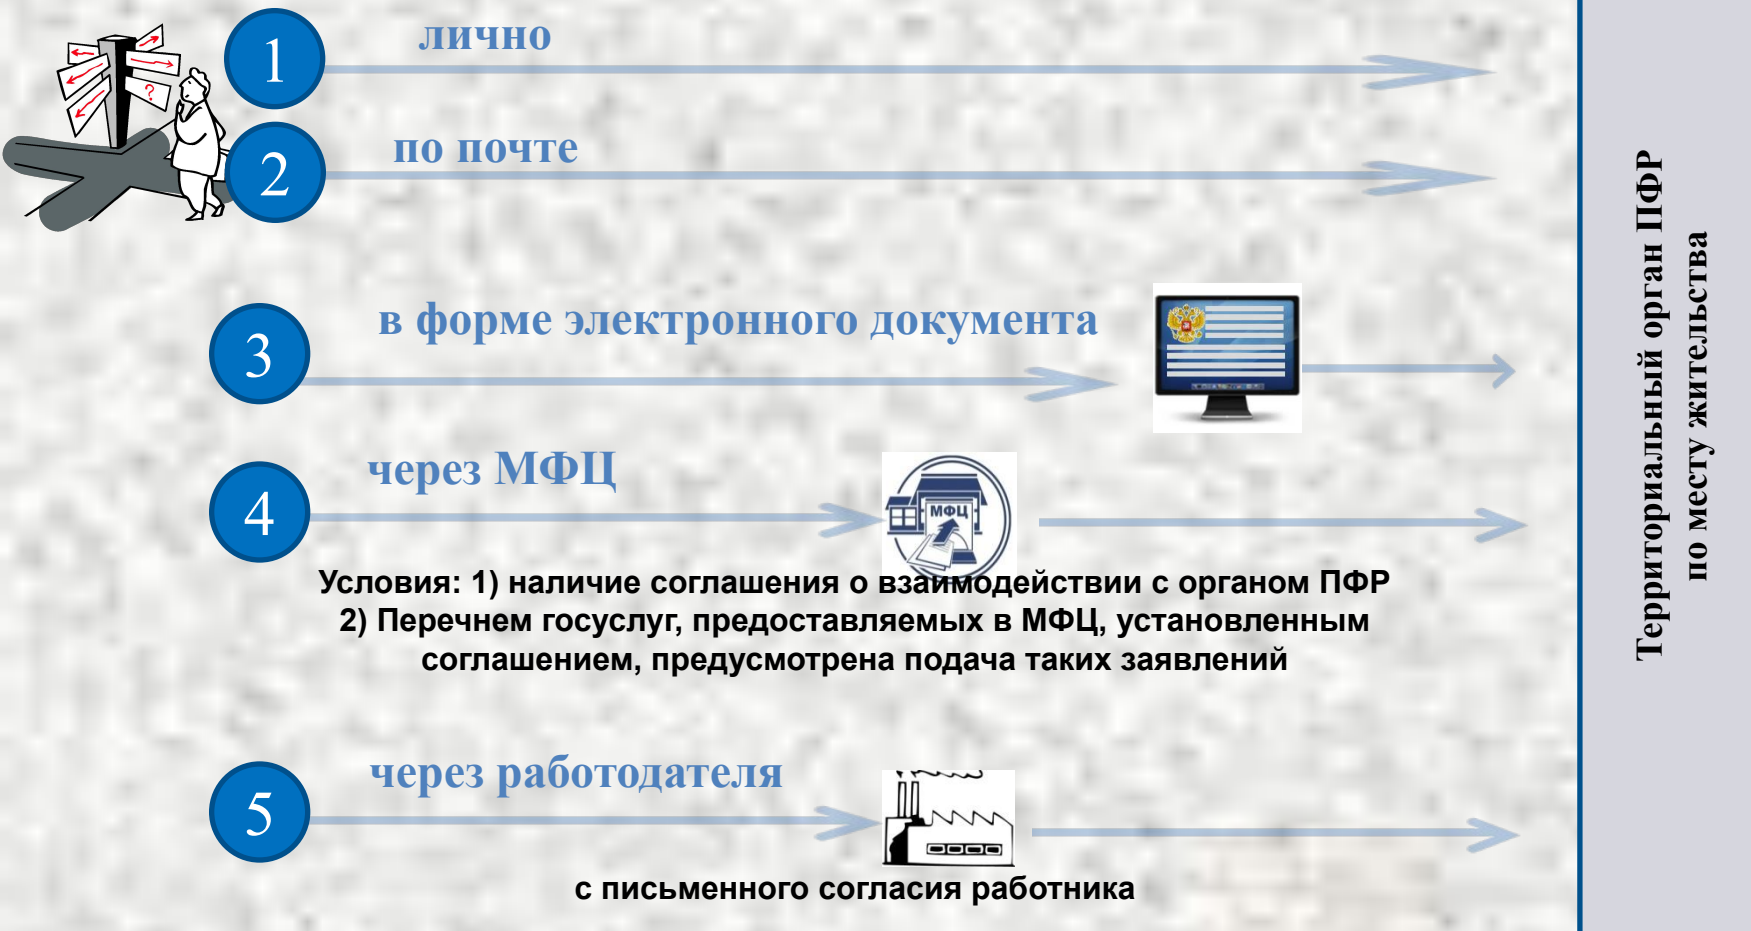 1
лично
?
2
по почте
3
в форме электронного документа
4
через МФЦ
МФЦ
Условия: 1) наличие соглашения о взаимодействии с органом ПФР
2) Перечнем госуслуг, предоставляемых в МФЦ, установленным
соглашением, предусмотрена подача таких заявлений
5
через работодателя
с письменного согласия работника
Территориальный орган ПФР
по месту жительства